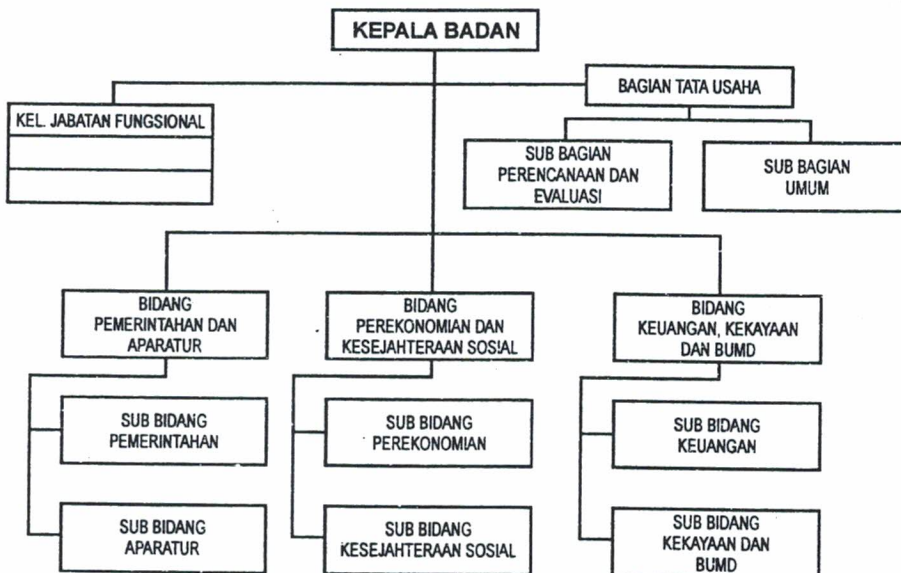 KEPALA BADAN
BAGIAN TATA USAHA
KEL. JABATAN FUNGSIONAL
SUB BAGIAN
PERENCANAAN DAN
EVALUASI
SUB BAGIAN
UMUM
BIDANG
PEMERINTAHAN DAN
APARATUR
BIDANG
PEREKONOMIAN DAN
KESEJAHTERAAN SOSIAL
BIDANG
KEUANGAN, KEKAYAAN
DAN BUMD
SUB BIDANG
PEMERINTAHAN
SUB BIDANG
PEREKONOMIAN
SUB BIDANG
KEUANGAN
SUB BIDANG
APARATUR
SUB BIDANG
KESEJAHTERAAN SOSIAL
SUB BIDANG
KEKAYAAN DAN
BUMD